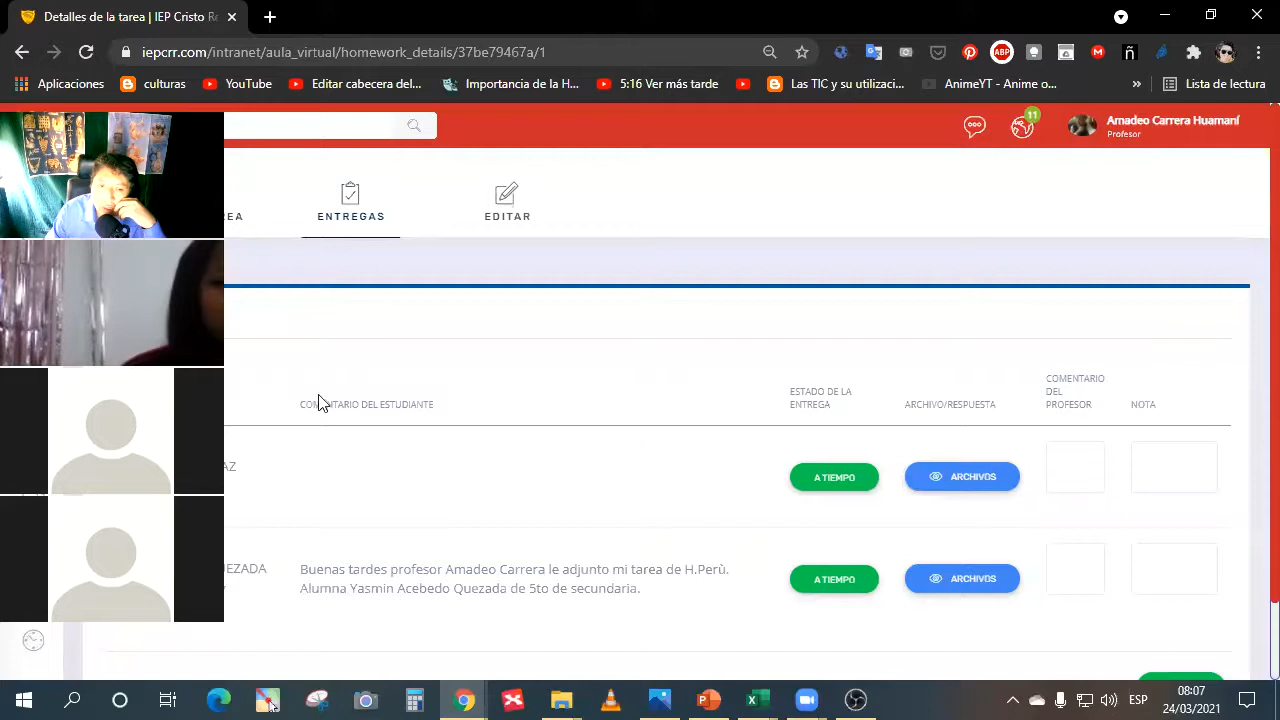 Detalles de la tarea | IEP Cristo Re
iepcrr.com/intranet/aula_virtual/homework_details/37be79467a/1
ABP
M
ñ
Aplicaciones
culturas
YouTube
Editar cabecera del...
Importancia de la H...
5:16 Ver más tarde
Las TIC y su utilizaci...
AnimeYT - Anime o...
»
Lista de lectura
11
Amadeo Carrera Huamaní
Profesor
EA
ENTREGAS
EDITAR
COMENTARIO DEL ESTUDIANTE
ESTADO DE LA
ENTREGA
ARCHIVO/RESPUESTA
COMENTARIO
DEL
PROFESOR
NOTA
AZ
A TIEMPO
ARCHIVOS
UEZADA
Buenas tardes profesor Amadeo Carrera le adjunto mi tarea de H.Perù.
Alumna Yasmin Acebedo Quezada de 5to de secundaria.
A TIEMPO
ARCHIVOS
ESP
08:07
24/03/2021